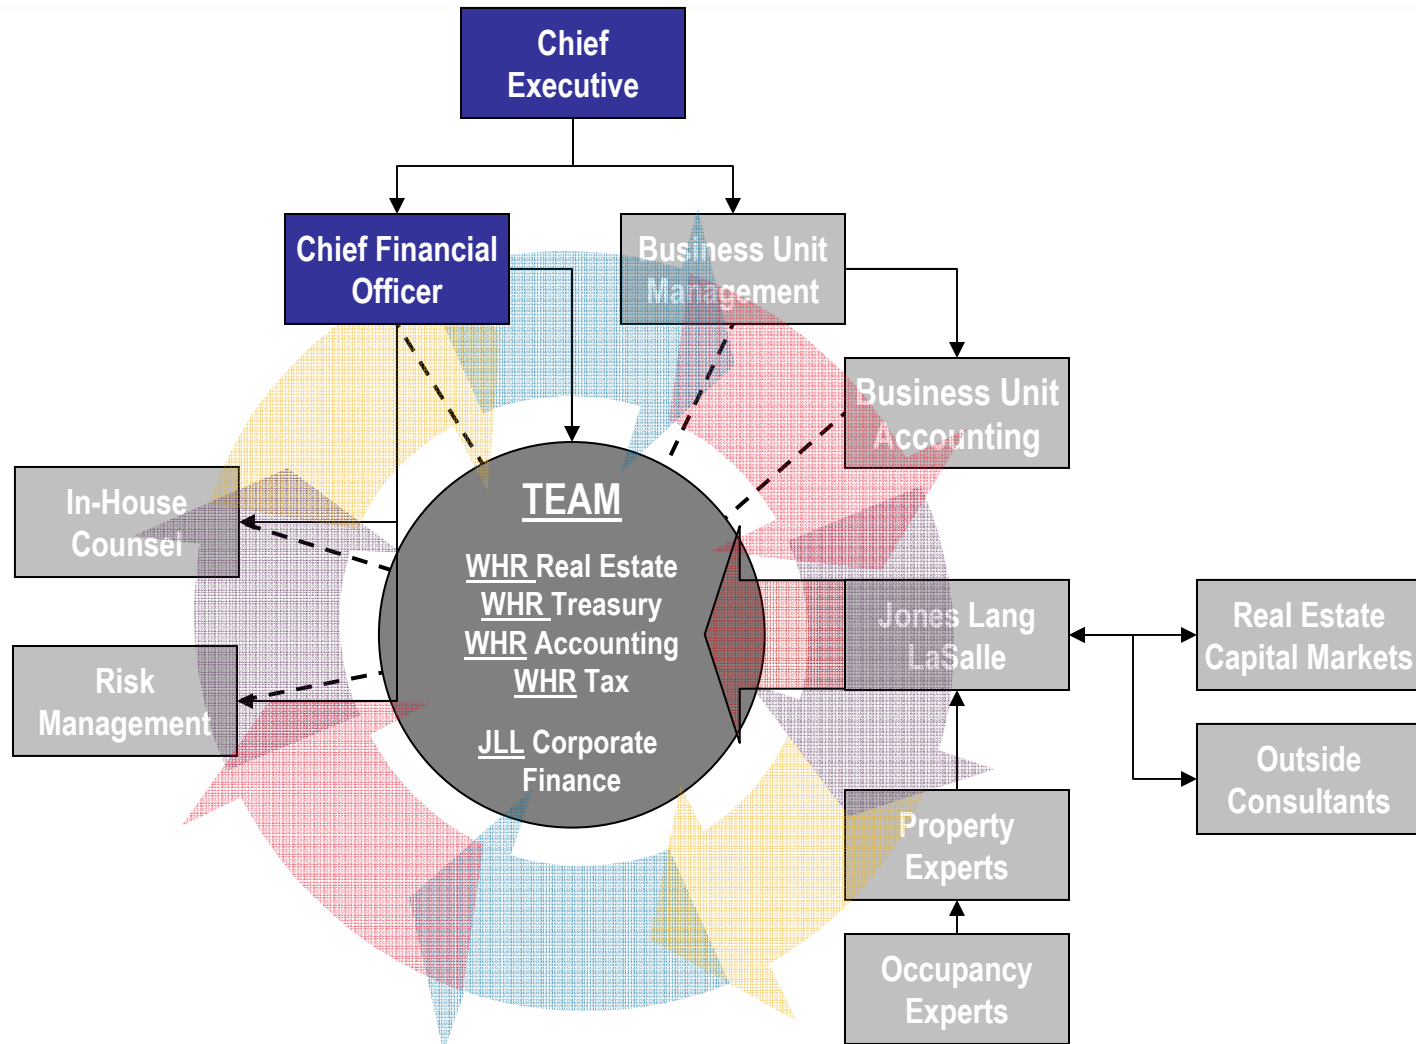 Chief
Executive
Chief Financial
Officer
Business Unit
Management
Business Unit
Accounting
In-House
Counsel
TEAM
WHR Real Estate
WHR Treasury
WHR Accounting
WHR Tax
JLL Corporate
Finance
Risk
Management
Jones Lang
LaSalle
Real Estate
Capital Markets
Outside
Consultants
Property
Experts
Occupancy
Experts